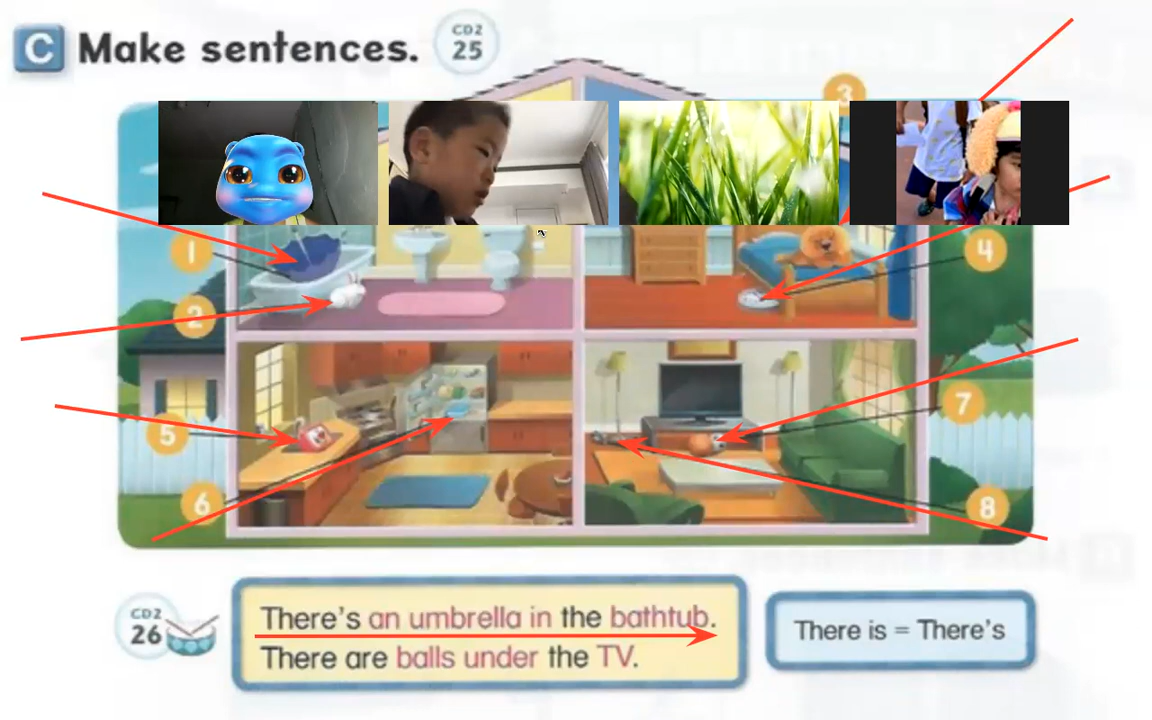 C Make sentences.
CD2
25
3
1
4
2
5
7
6
8
CD2
26
There's an umbrella in the bathtub.
There are balls under the TV.
There is = There's